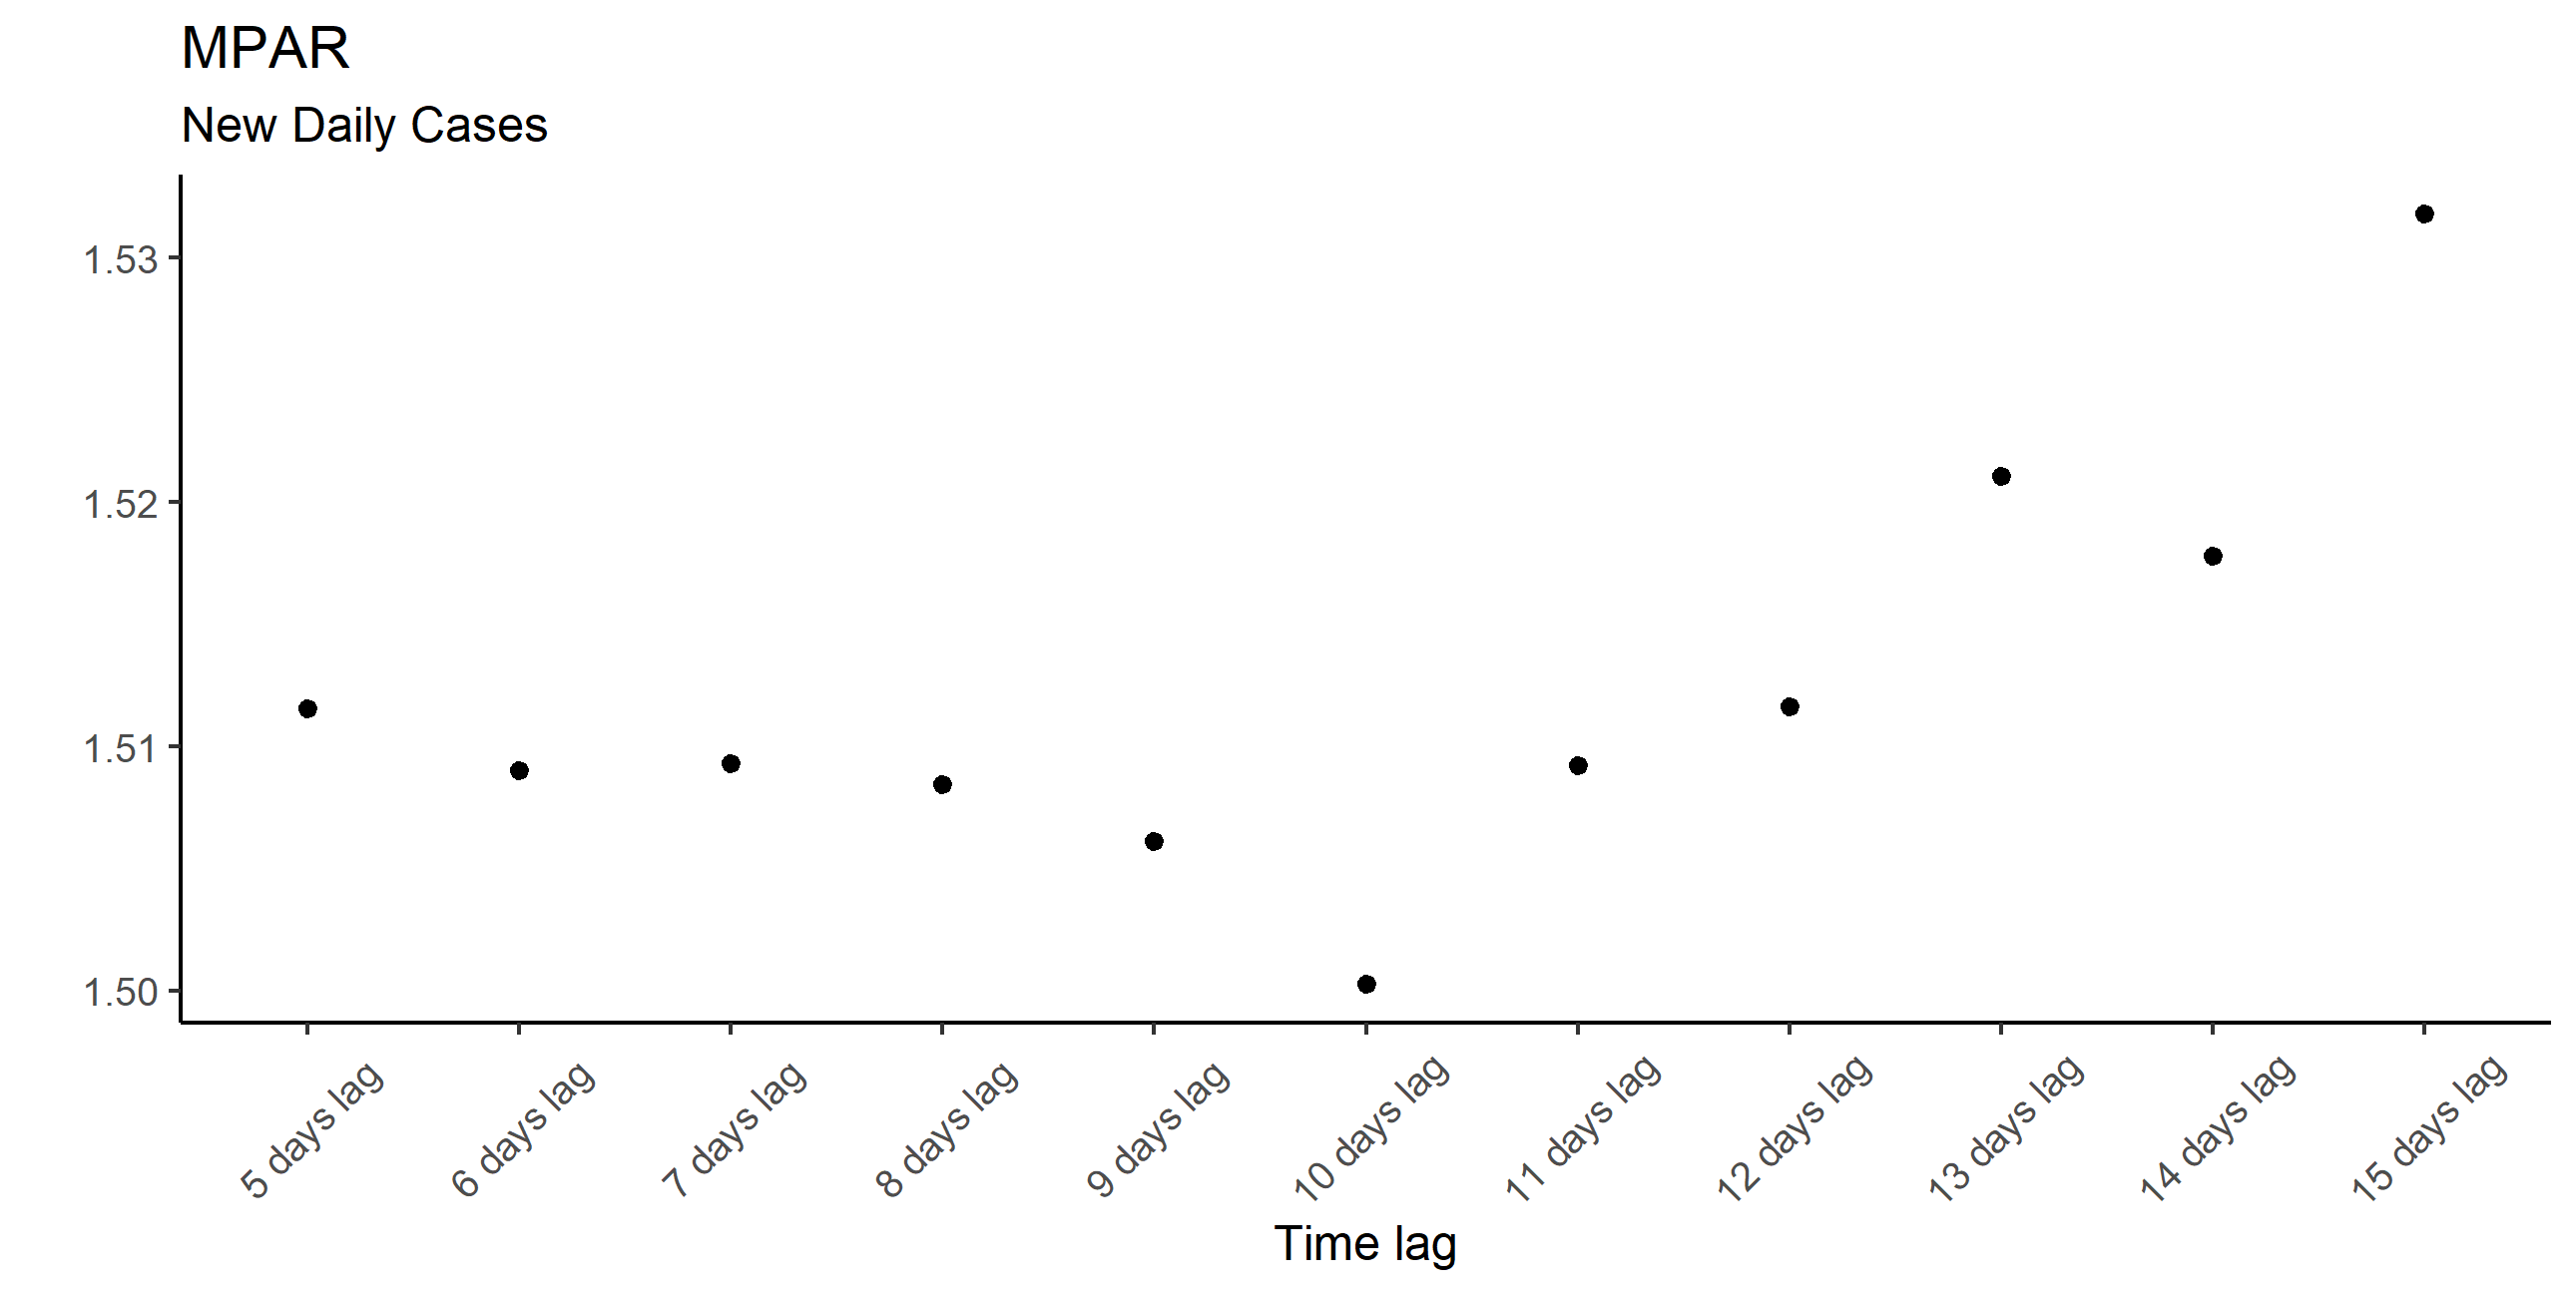 MPAR
New Daily Cases
1.53
1.52
1.51
1.50
5 days lag
6 days lag
7 days lag
8 days lag
9 days lag
10 days lag
11 days lag
12 days lag
13 days lag
14 days lag
15 days lag
Time lag